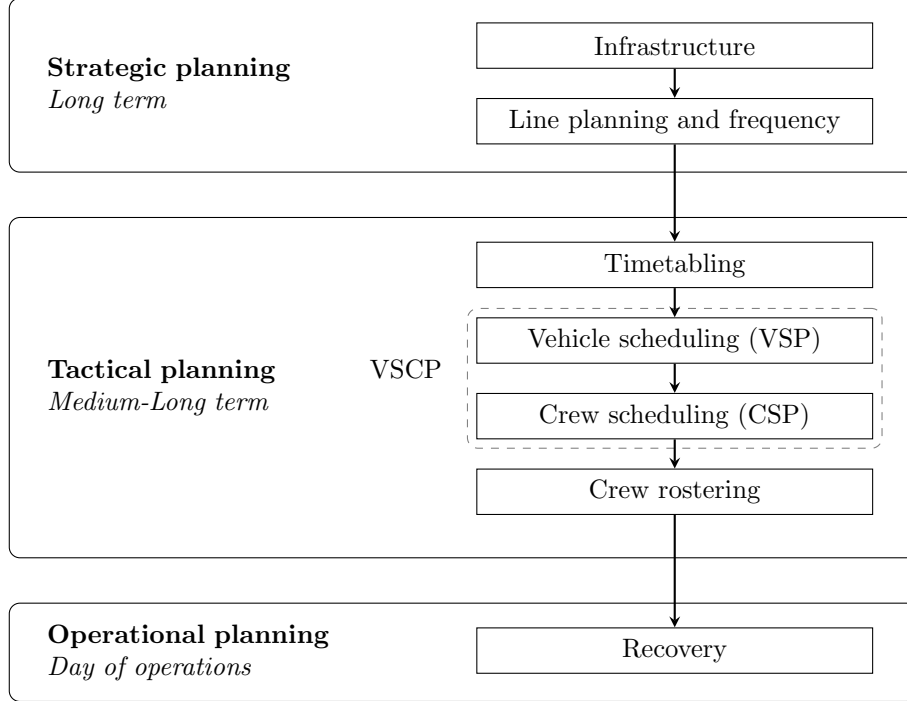 Infrastructure
Strategic planning
Long term
Line planning and frequency
Timetabling
Vehicle scheduling (VSP)
VSCP
Tactical planning
Medium-Long term
Crew scheduling (CSP)
Crew rostering
Operational planning
Day of operations
Recovery